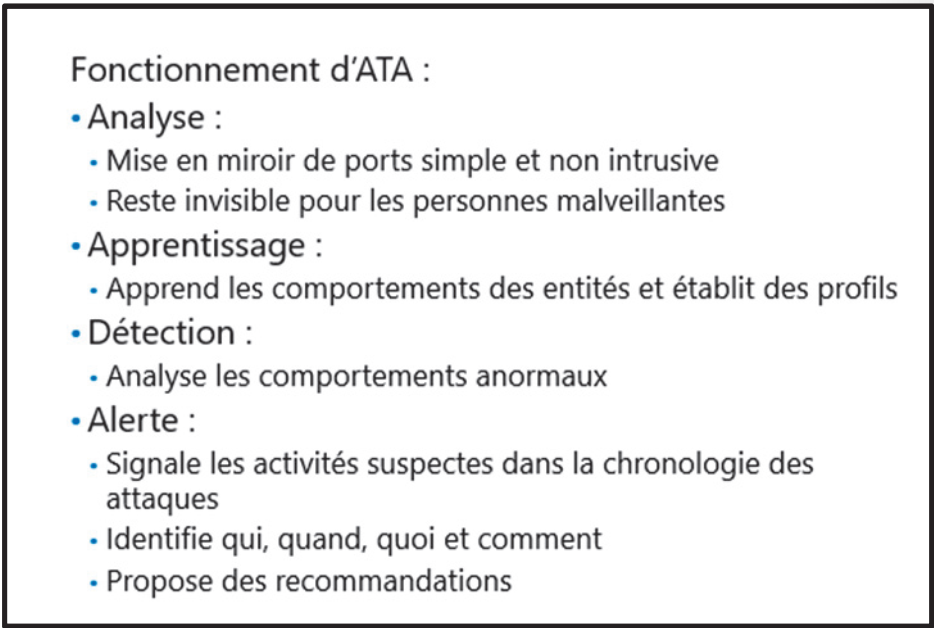 Fonctionnement d’ATA :
• Analyse :
• Mise en miroir de ports simple et non intrusive
• Reste invisible pour les personnes malveillantes
• Apprentissage :
• Apprend les comportements des entités et établit des profils
• Détection :
• Analyse les comportements anormaux
• Alerte :
• Signale les activités suspectes dans la chronologie des
attaques
• Identifie qui, quand, quoi et comment
• Propose des recommandations